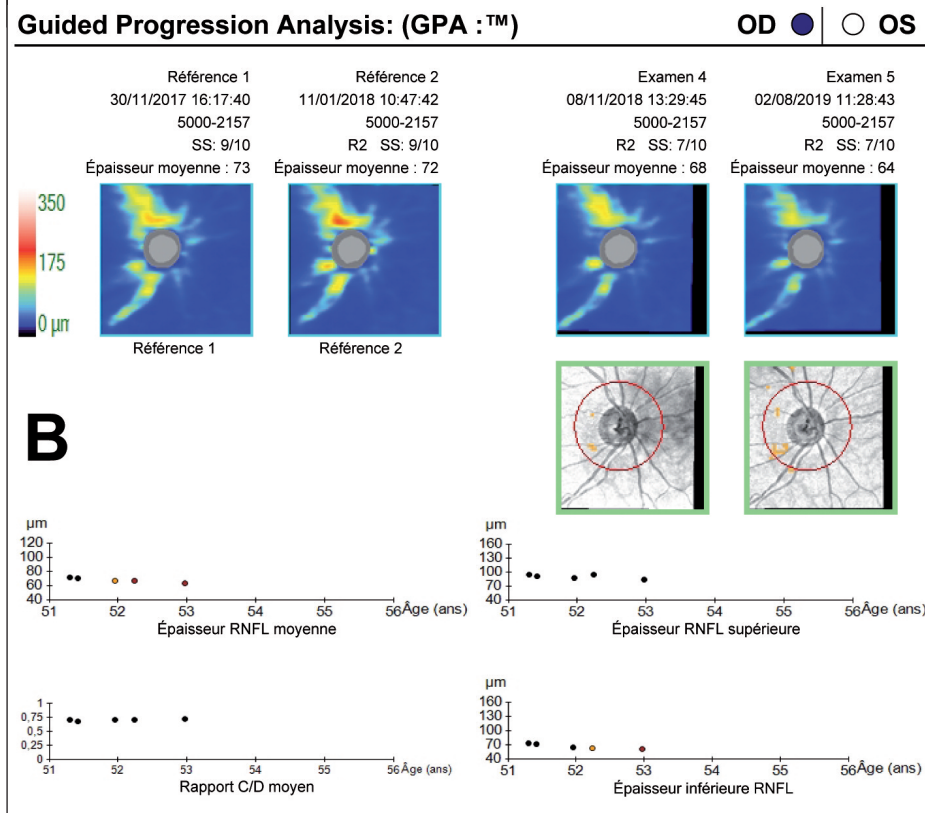 Guided Progression Analysis: (GPA :™)
OD OS
Référence 1
30/11/2017 16:17:40
5000-2157
SS: 9/10
Épaisseur moyenne : 73
Référence 2
11/01/2018 10:47:42
5000-2157
R2 SS: 9/10
Épaisseur moyenne : 72
Examen 4
08/11/2018 13:29:45
5000-2157
R2 SS: 7/10
Épaisseur moyenne : 68
Examen 5
02/08/2019 11:28:43
5000-2157
R2 SS: 7/10
Épaisseur moyenne : 64
350
175
0 µm
Référence 1
Référence 2
B
µm
120
100
80
60
40
51 52 53 54 55 56 Âge (ans)
Épaisseur RNFL moyenne
µm
160
130
100
70
40
51 52 53 54 55 56 Âge (ans)
Épaisseur RNFL supérieure
1
0,75
0,5
0,25
0
51 52 53 54 55 56 Âge (ans)
Rapport C/D moyen
µm
160
130
100
70
40
51 52 53 54 55 56 Âge (ans)
Épaisseur inférieure RNFL